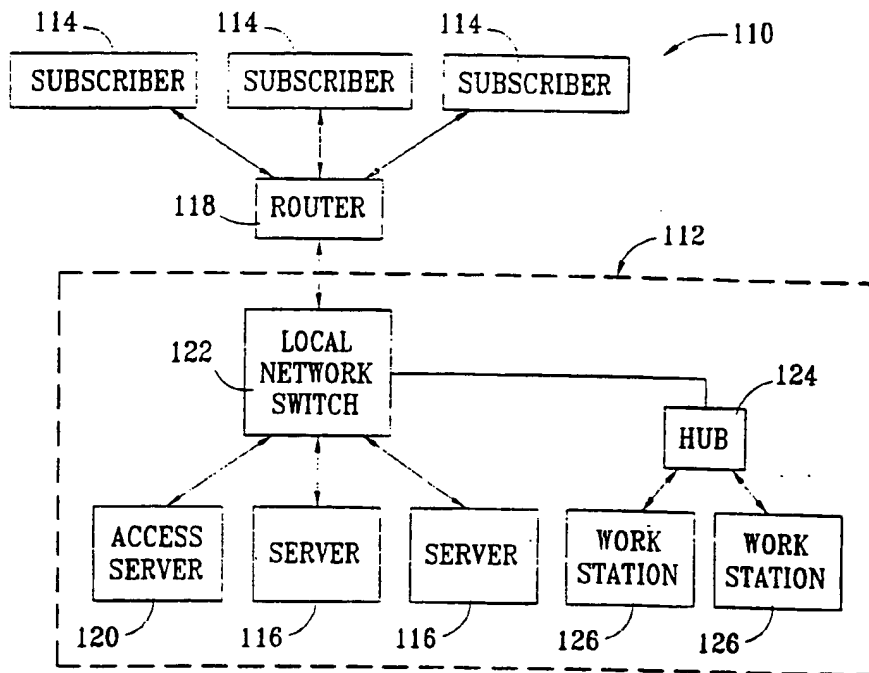 114 114 114 110
SUBSCRIBER SUBSCRIBER SUBSCRIBER
118 ROUTER
112
122 LOCAL
NETWORK
SWITCH
124
HUB
ACCESS
SERVER
SERVER
SERVER
WORK
STATION
WORK
STATION
120 116 116 126 126